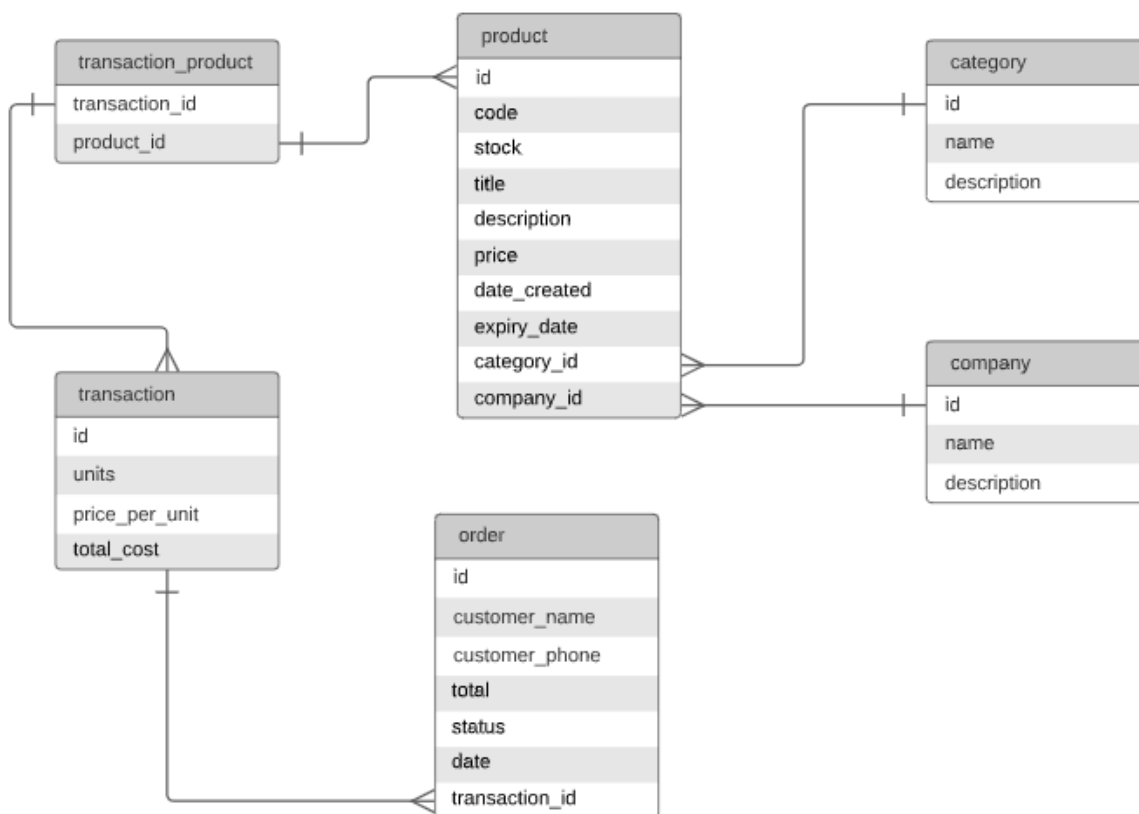 transaction_product
transaction_id
product_id
product
id
code
stock
title
description
price
date_created
expiry_date
category_id
company_id
category
id
name
description
company
id
name
description
transaction
id
units
price_per_unit
total_cost
order
id
customer_name
customer_phone
total
status
date
transaction_id